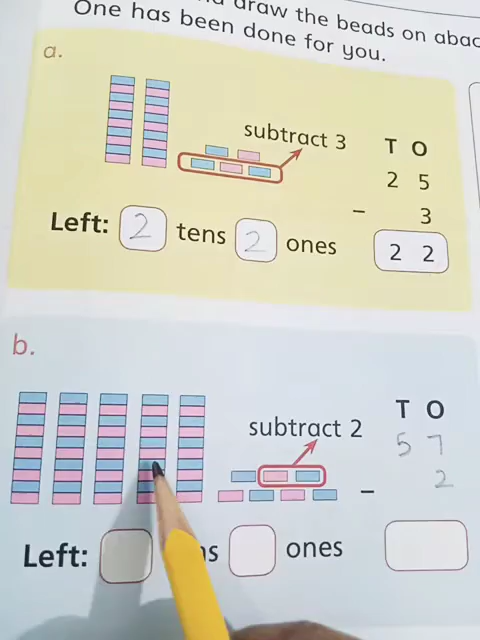 draw the beads on abac
One has been done for you.
a.
subtract 3
T O
2 5
- 3
2 2
Left: 2 tens 2 ones
b.
subtract 2
T O
5 7
- 2
Left: ones